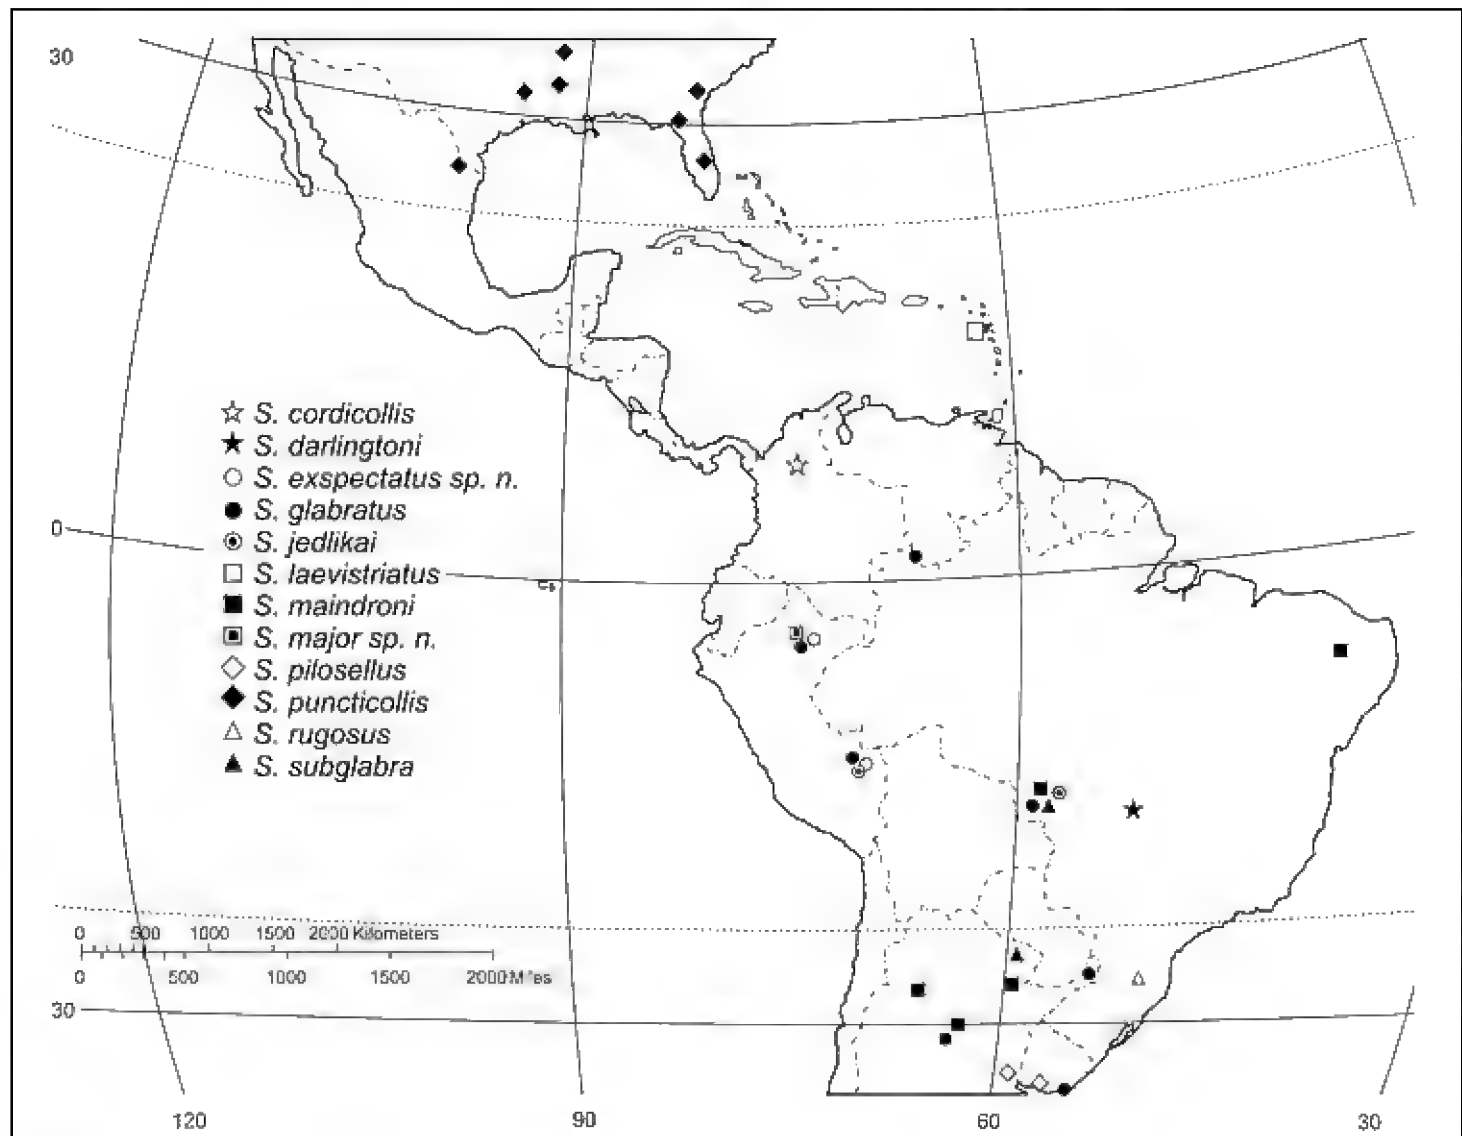 30
S. cordicollis
S. darlingtoni
S. exspectatus sp. n.
S. glabratus
0
S. jedlikai
S. laevistriatus
S. maindroni
S. major sp. n.
S. pilosellus
S. puncticollis
S. rugosus
S. subglabra
0 500 1000 1500 2000 Kilometers
0 500 1000 1500 2000 Miles
30
120 90 60 30